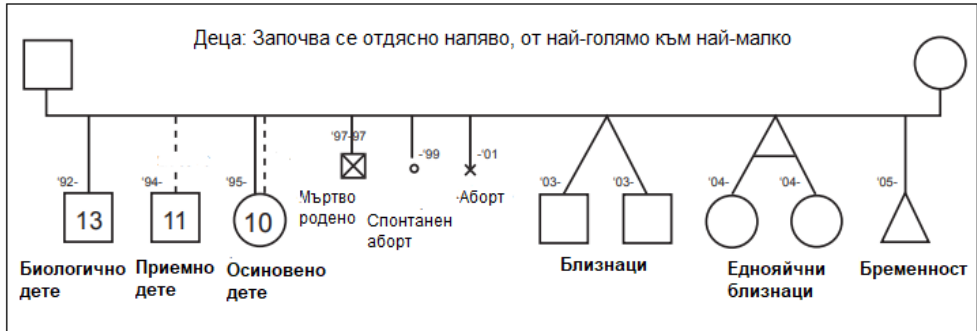 Деца: Започва се отдясно наляво, от най-голямо към най-малко
'97-97
-'99
-'01
'92-
'94-
'95-
'03-
'03-
'04-
'04-
'05-
13
11
10
Мъртво
родено
Спонтанен
аборт
-Аборт
Биологично
дете
Приемно
дете
Осиновено
дете
Близнаци
Еднояйчни
близнаци
Бременност